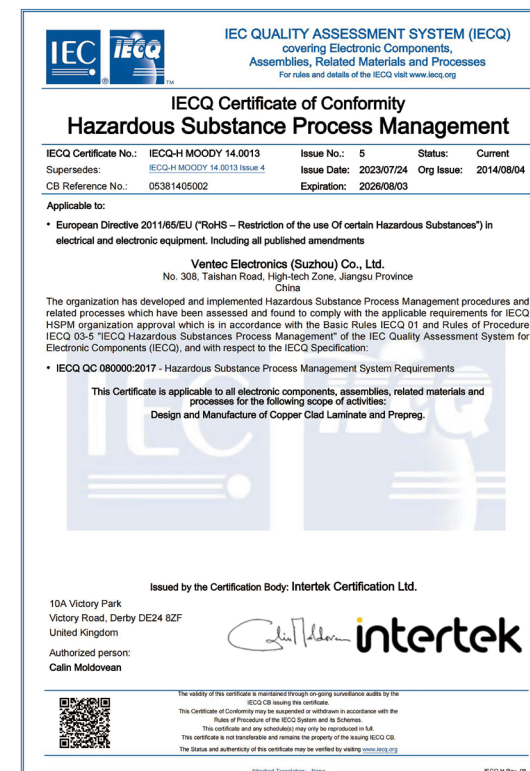 IEC QUALITY ASSESSMENT SYSTEM (IECQ)
covering Electronic Components,
Assemblies, Related Materials and Processes
For rules and details of the IECQ visit www.iecq.org
IEC ® IECQ TM
IECQ Certificate of Conformity
Hazardous Substance Process Management
IECQ Certificate No.: IECQ-H MOODY 14.0013 Issue No.: 5 Status: Current
Supersedes: IECQ-H MOODY 14.0013 Issue 4 Issue Date: 2023/07/24 Org Issue: 2014/08/04
CB Reference No.: 05381405002 Expiration: 2026/08/03
Applicable to:
• European Directive 2011/65/EU ("RoHS – Restriction of the use Of certain Hazardous Substances") in
electrical and electronic equipment. Including all published amendments
Ventec Electronics (Suzhou) Co., Ltd.
No. 308, Taishan Road, High-tech Zone, Jiangsu Province
China
The organization has developed and implemented Hazardous Substance Process Management procedures and
related processes which have been assessed and found to comply with the applicable requirements for IECQ
HSPM organization approval which is in accordance with the Basic Rules IECQ 01 and Rules of Procedure
IECQ 03-5 "IECQ Hazardous Substances Process Management" of the IEC Quality Assessment System for
Electronic Components (IECQ), and with respect to the IECQ Specification:
• IECQ QC 080000:2017 - Hazardous Substance Process Management System Requirements
This Certificate is applicable to all electronic components, assemblies, related materials and
processes for the following scope of activities:
Design and Manufacture of Copper Clad Laminate and Prepreg.
IEC IECQ
Issued by the Certification Body: Intertek Certification Ltd.
10A Victory Park
Victory Road, Derby DE24 8ZF
United Kingdom
Authorized person:
Calin Moldovean
intertek
The validity of this certificate is maintained through on-going surveillance audits by the
IECQ CB issuing this certificate.
This Certificate of Conformity may be suspended or withdrawn in accordance with the
Rules of Procedure of the IECQ System and its Schemes.
This certificate and any schedule(s) may only be reproduced in full.
This certificate is not transferable and remains the property of the issuing IECQ CB.
The Status and authenticity of this certificate may be verified by visiting www.iecq.org